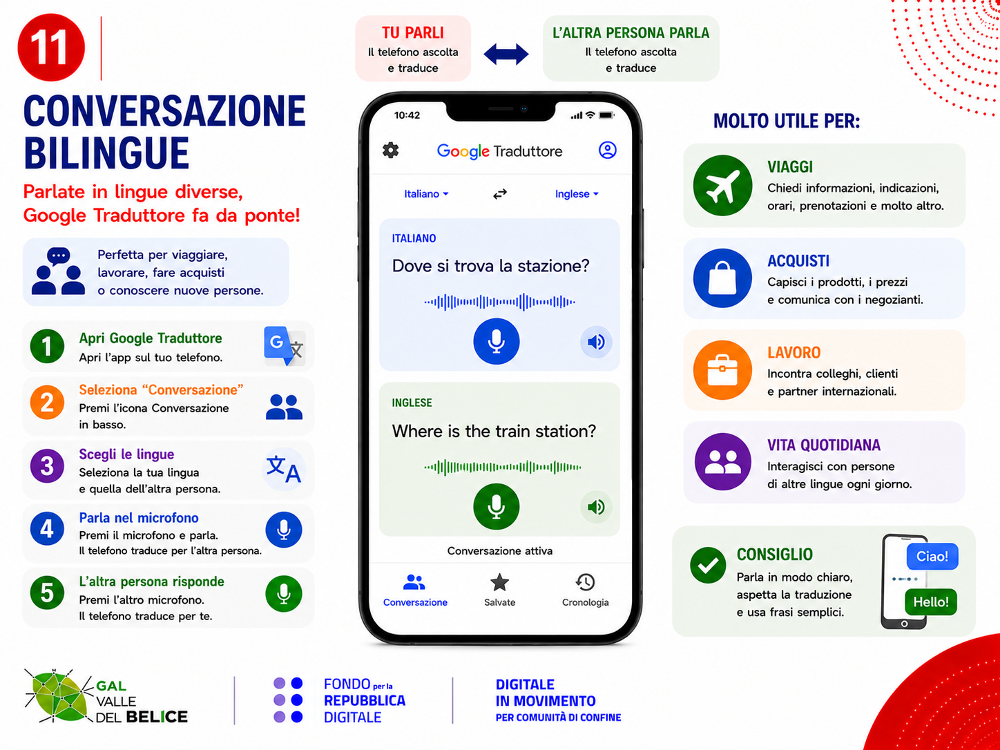 11
CONVERSAZIONE
BILINGUE
Parlate in lingue diverse,
Google Traduttore fa da ponte!
Perfetta per viaggiare,
lavorare, fare acquisti
o conoscere nuove persone.
1
Apri Google Traduttore
Apri l'app sul tuo telefono.
G
文
2
Seleziona “Conversazione”
Premi l'icona Conversazione
in basso.
3
Scegli le lingue
Seleziona la tua lingua
e quella dell'altra persona.
文A
4
Parla nel microfono
Premi il microfono e parla.
Il telefono traduce per l'altra persona.
5
L'altra persona risponde
Premi l'altro microfono.
Il telefono traduce per te.
TU PARLI
Il telefono ascolta
e traduce
L'ALTRA PERSONA PARLA
Il telefono ascolta
e traduce
10:42
Google Traduttore
Italiano
Inglese
ITALIANO
Dove si trova la stazione?
INGLESE
Where is the train station?
Conversazione attiva
Conversazione
Salvate
Cronologia
MOLTO UTILE PER:
VIAGGI
Chiedi informazioni, indicazioni,
orari, prenotazioni e molto altro.
ACQUISTI
Capisci i prodotti, i prezzi
e comunica con i negozianti.
LAVORO
Incontra colleghi, clienti
e partner internazionali.
VITA QUOTIDIANA
Interagisci con persone
di altre lingue ogni giorno.
CONSIGLIO
Parla in modo chiaro,
aspetta la traduzione
e usa frasi semplici.
Ciao!
Hello!
GAL
VALLE
DEL BELICE
FONDO per la
REPUBBLICA
DIGITALE
DIGITALE
IN MOVIMENTO
PER COMUNITÀ DI CONFINE